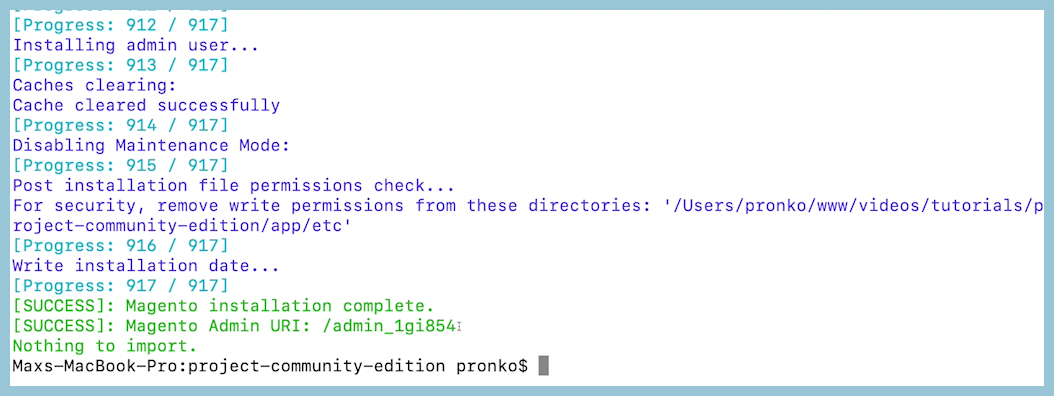 [Progress: 912 / 917]
Installing admin user...
[Progress: 913 / 917]
Caches clearing:
Cache cleared successfully
[Progress: 914 / 917]
Disabling Maintenance Mode:
[Progress: 915 / 917]
Post installation file permissions check...
For security, remove write permissions from these directories: '/Users/pronko/www/videos/tutorials/p
roject-community-edition/app/etc'
[Progress: 916 / 917]
Write installation date...
[Progress: 917 / 917]
[SUCCESS]: Magento installation complete.
[SUCCESS]: Magento Admin URI: /admin_1gi854
Nothing to import.
Maxs-MacBook-Pro:project-community-edition pronko$